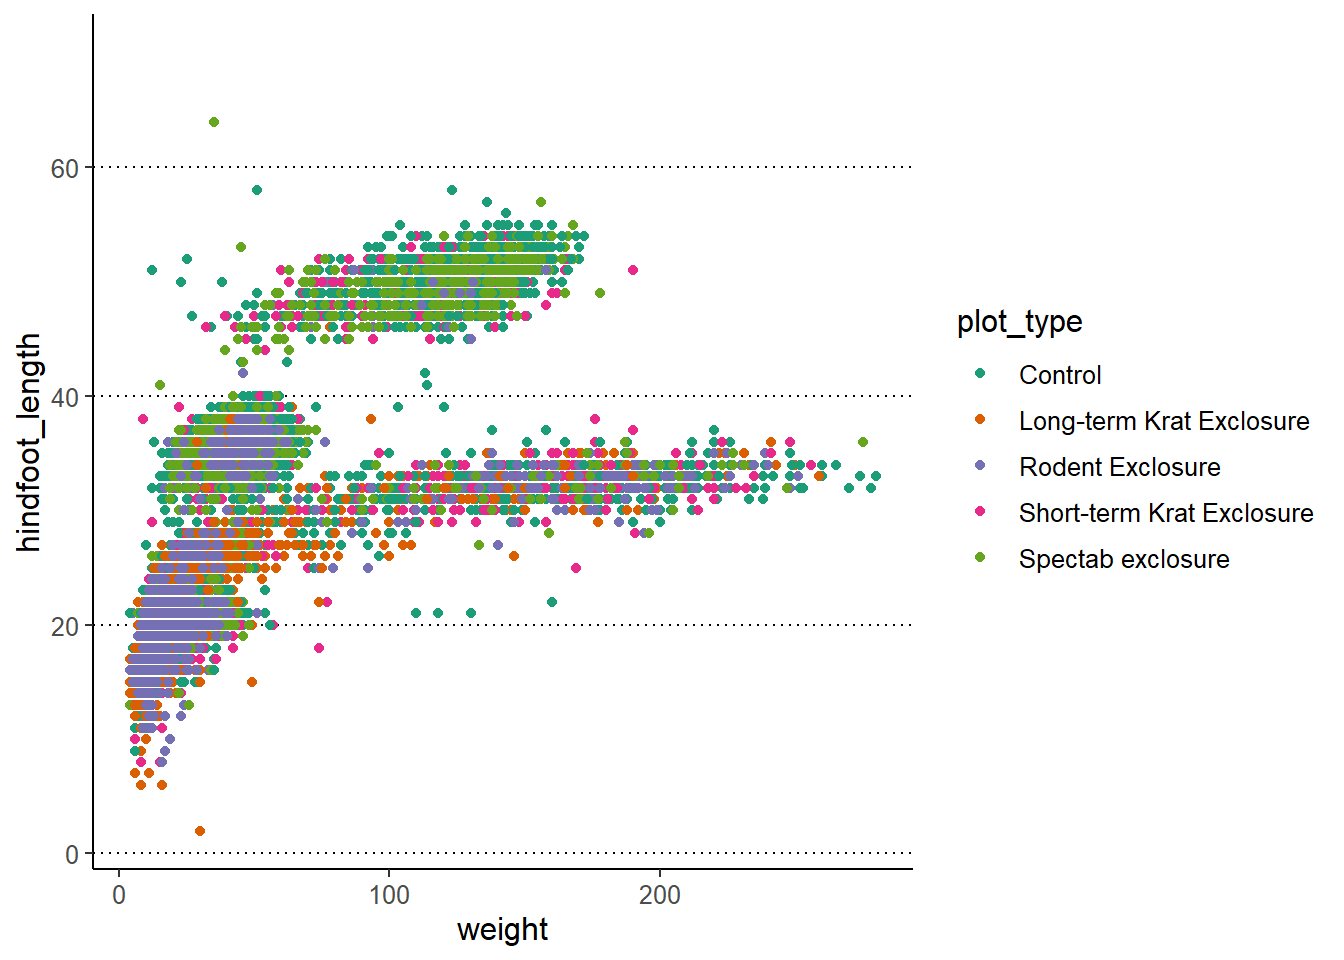 hindfoot_length
60
40
20
0
0
100
200
weight
plot_type
Control
Long-term Krat Exclosure
Rodent Exclosure
Short-term Krat Exclosure
Spectab exclosure